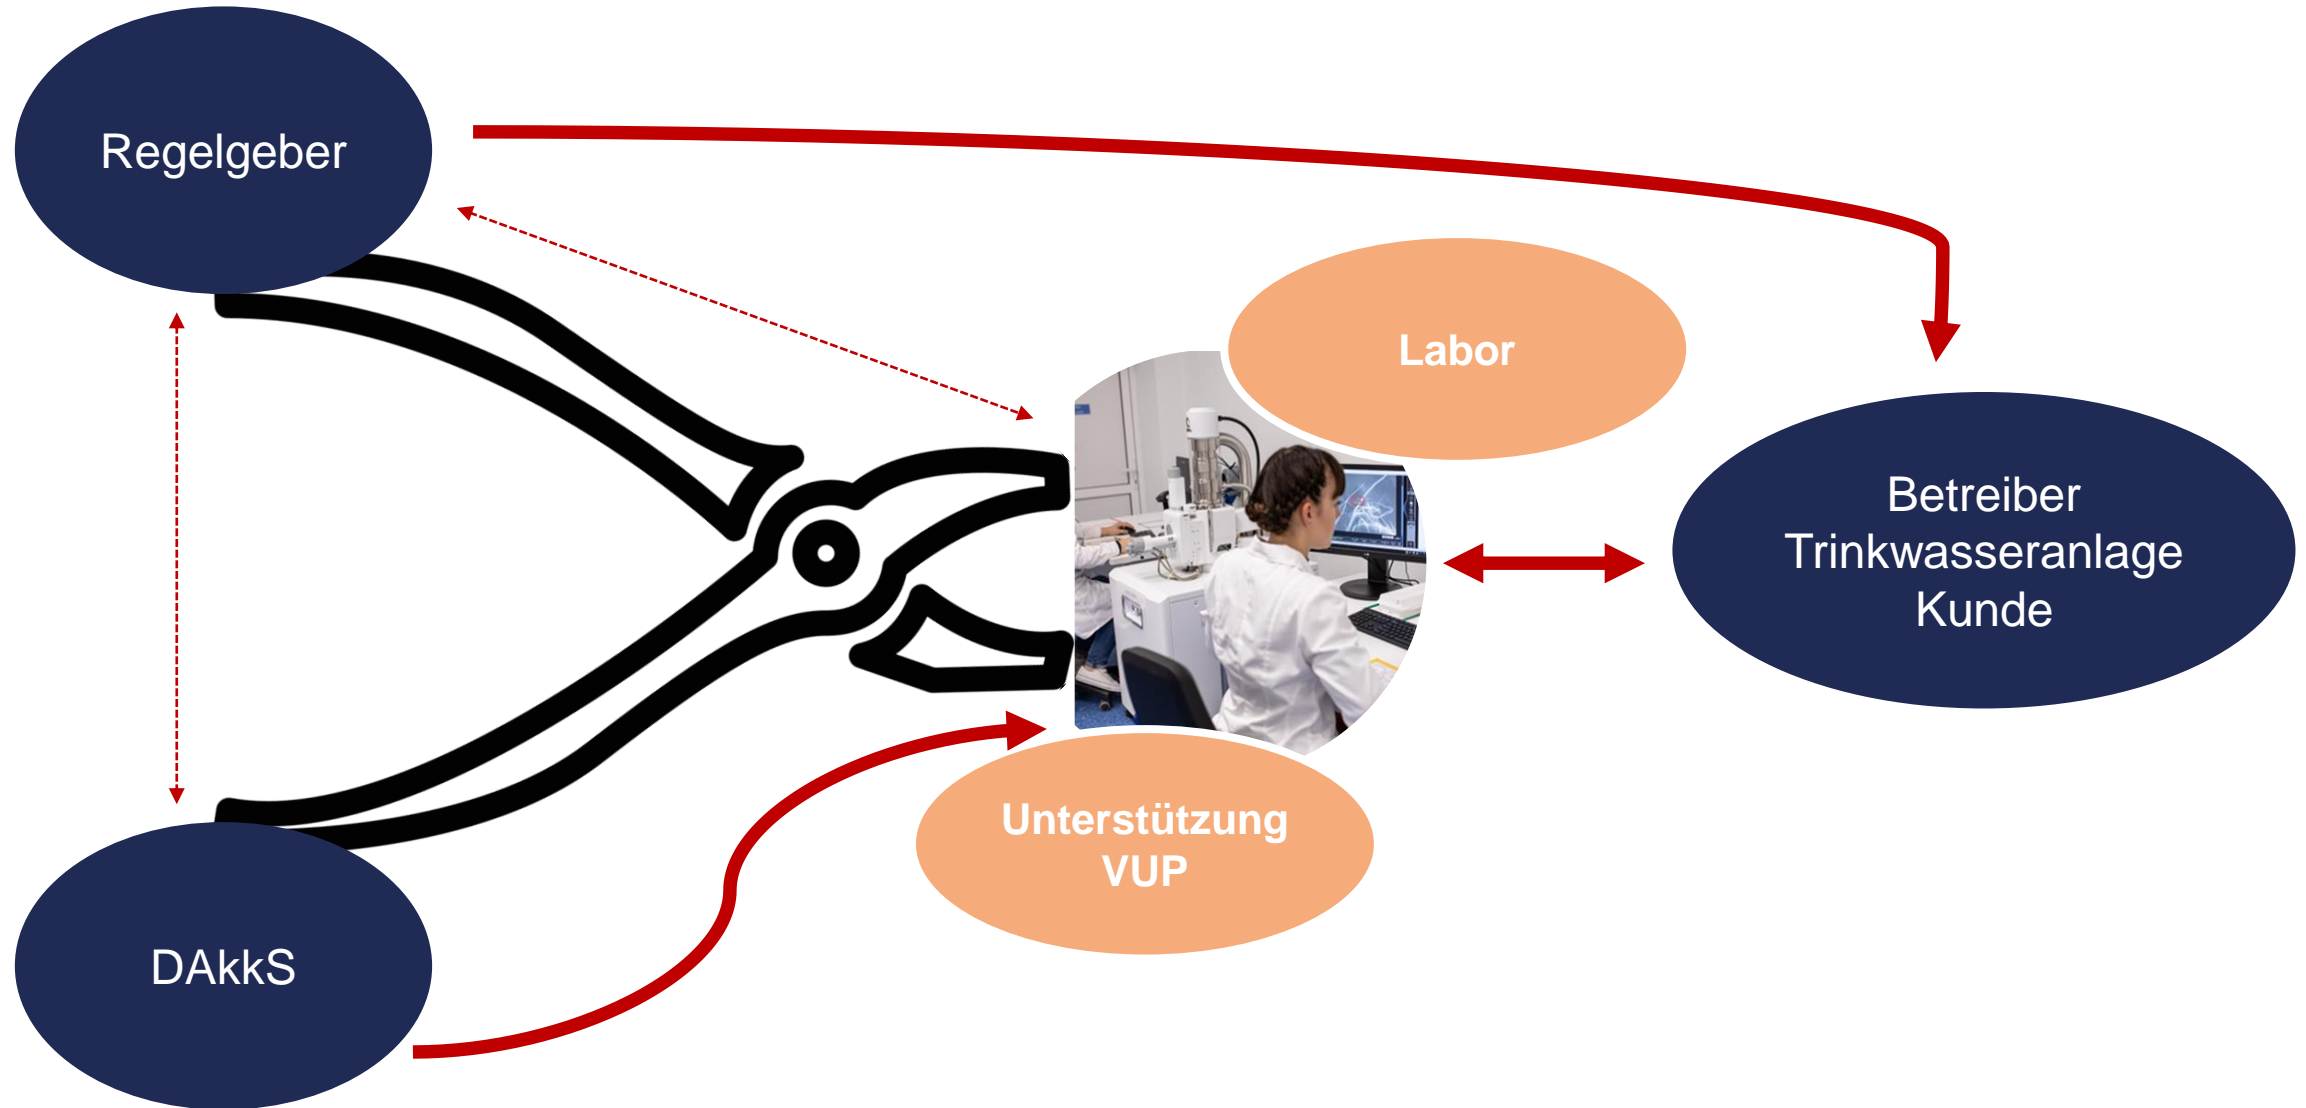 Regelgeber
Labor
Betreiber
Trinkwasseranlage
Kunde
Unterstützung
VUP
DAkkS